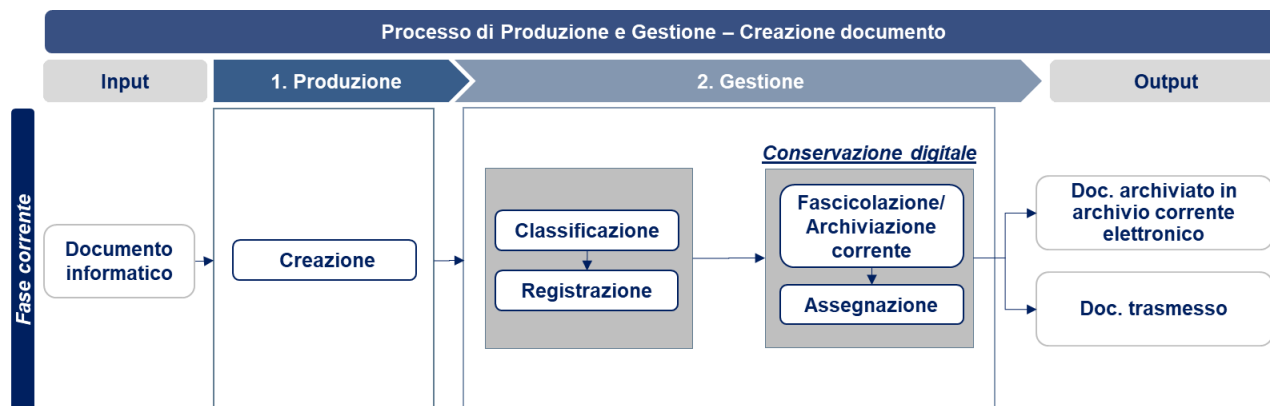 Processo di Produzione e Gestione – Creazione documento
Input
1. Produzione
2. Gestione
Output
Fase corrente
Documento
informatico
Creazione
Classificazione
Registrazione
Conservazione digitale
Fascicolazione/
Archiviazione
corrente
Assegnazione
Doc. archiviato in
archivio corrente
elettronico
Doc. trasmesso